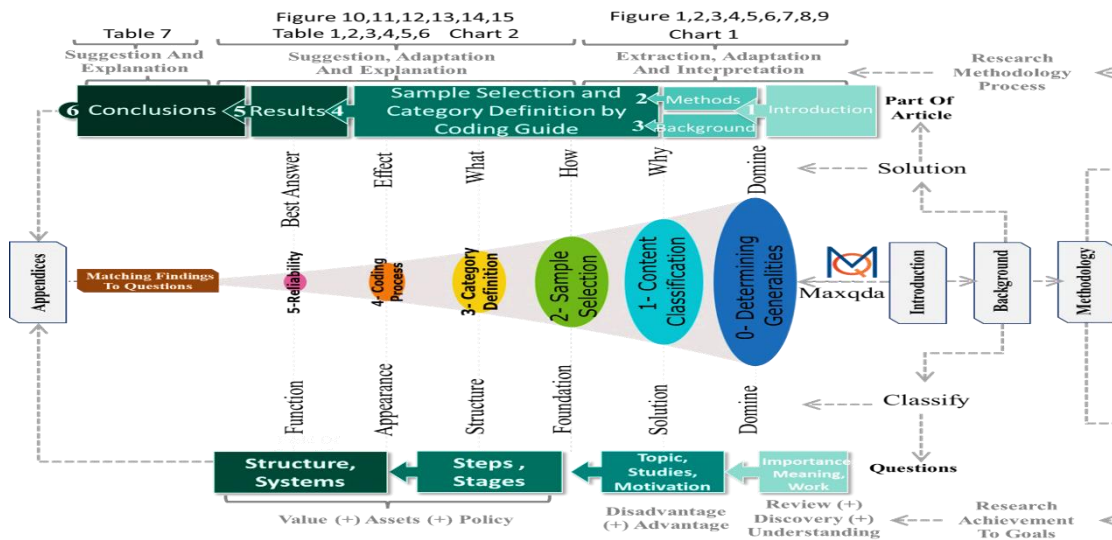 Figure 10,11,12,13,14,15
Figure 1,2,3,4,5,6,7,8,9
Table 7
Table 1,2,3,4,5,6 Chart 2
Chart 1
Suggestion And
Explanation
Suggestion, Adaptation
And Explanation
Extraction, Adaptation
And Interpretation
Research
Methodology
Process
6
Conclusions
5
Results
4
Sample Selection and
Category Definition by
Coding Guide
2
Methods
3
Background
1
Introduction
Part Of
Article
Best Answer
Effect
What
How
Why
Domine
Solution
Appendices
Matching Findings
To Questions
5-Reliability
4- Coding
Process
3- Category
Definition
2- Sample
Selection
1- Content
Classification
0- Determining
Generalities
MQ
Maxqda
Introduction
Background
Methodology
Function
Appearance
Structure
Foundation
Solution
Domine
Classify
Questions
Structure,
Systems
Steps ,
Stages
Topic,
Studies,
Motivation
Importance
Meaning,
Work
Value (+) Assets (+) Policy
Disadvantage
(+) Advantage
Review (+)
Discovery (+)
Understanding
Research
Achievement
To Goals